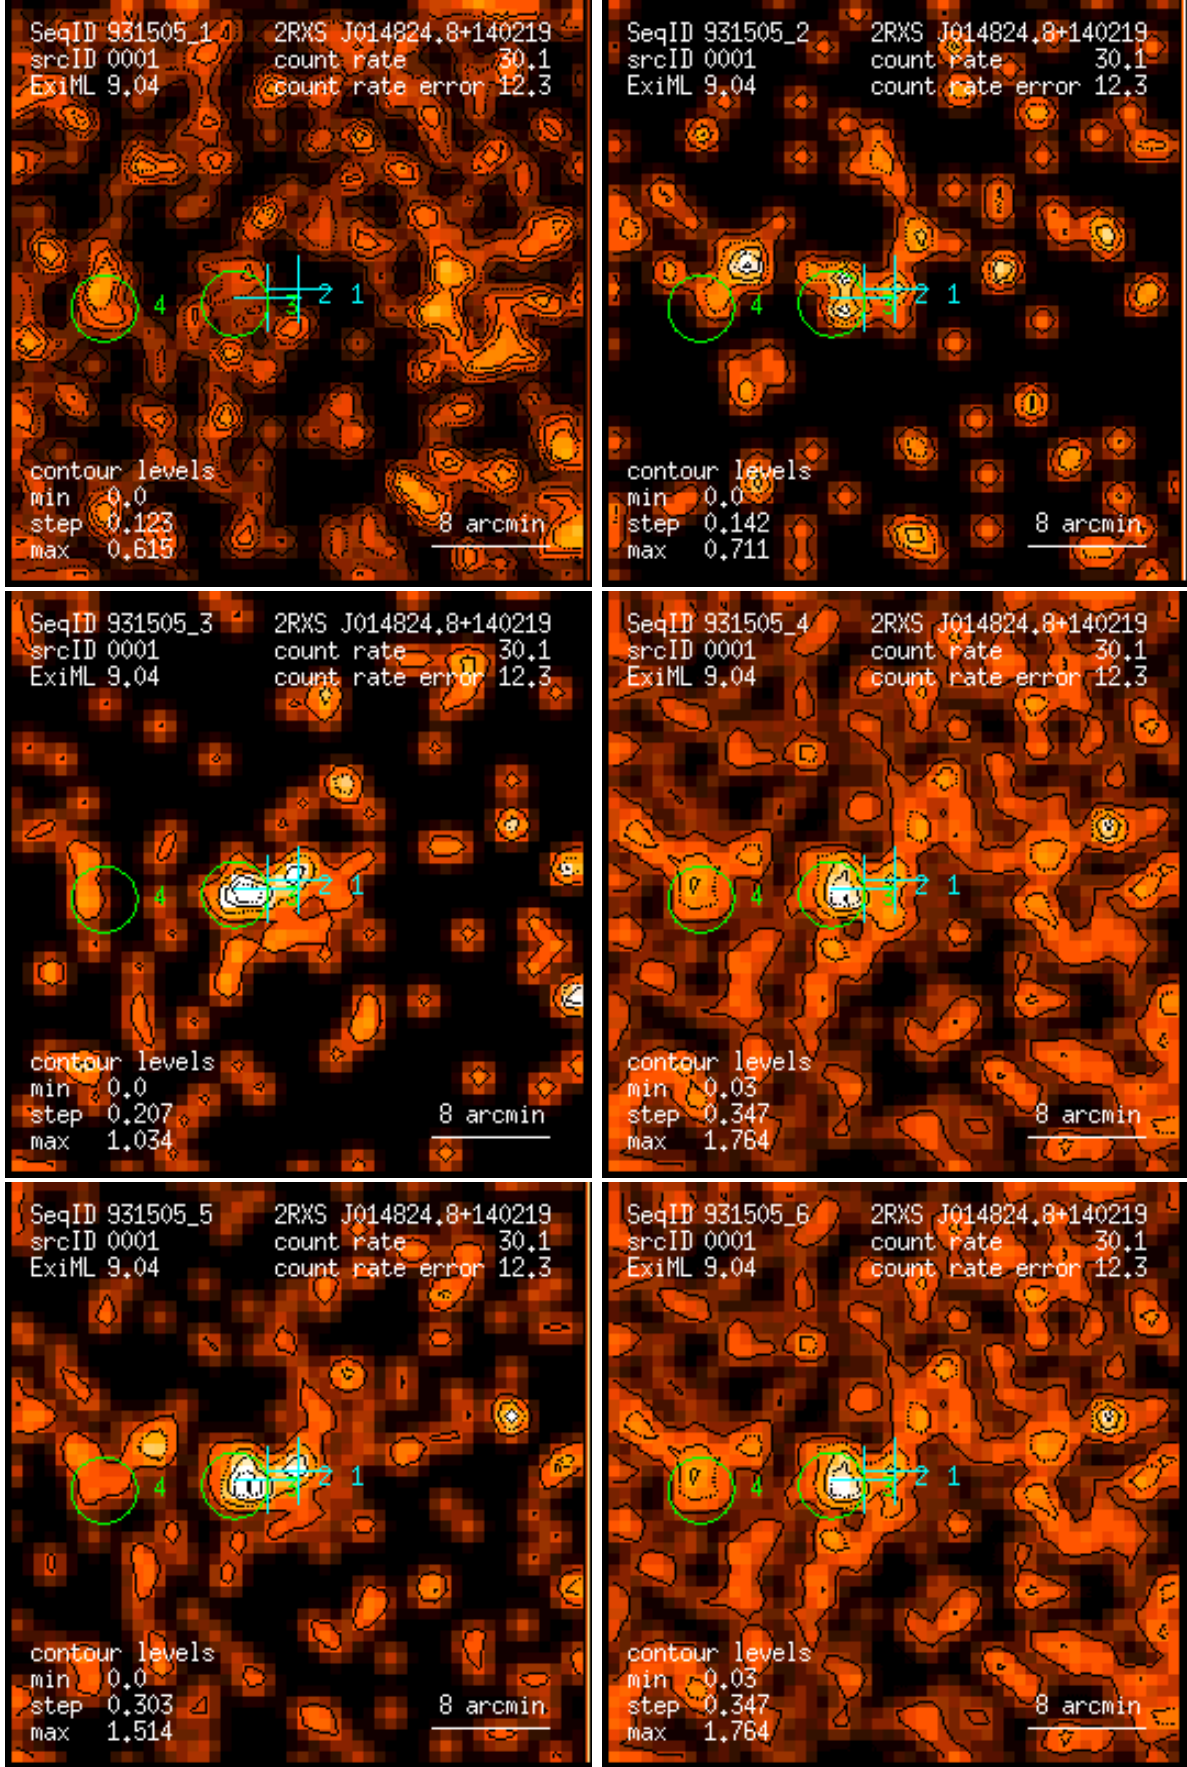 SeqID 931505_1 2RXS J014824.8+140219
srcID 0001 count rate 30.1
ExiML 9.04 count rate error 12.3
4 3 2 1
contour levels
min 0.0
step 0.123
max 0.615
8 arcmin
SeqID 931505_2 2RXS J014824.8+140219
srcID 0001 count rate 30.1
ExiML 9.04 count rate error 12.3
4 3 2 1
contour levels
min 0.0
step 0.142
max 0.711
8 arcmin
SeqID 931505_3 2RXS J014824.8+140219
srcID 0001 count rate 30.1
ExiML 9.04 count rate error 12.3
4 3 2 1
contour levels
min 0.0
step 0.207
max 1.034
8 arcmin
SeqID 931505_4 2RXS J014824.8+140219
srcID 0001 count rate 30.1
ExiML 9.04 count rate error 12.3
4 3 2 1
contour levels
min 0.03
step 0.347
max 1.764
8 arcmin
SeqID 931505_5 2RXS J014824.8+140219
srcID 0001 count rate 30.1
ExiML 9.04 count rate error 12.3
4 3 2 1
contour levels
min 0.0
step 0.303
max 1.514
8 arcmin
SeqID 931505_6 2RXS J014824.8+140219
srcID 0001 count rate 30.1
ExiML 9.04 count rate error 12.3
4 3 2 1
contour levels
min 0.03
step 0.347
max 1.764
8 arcmin